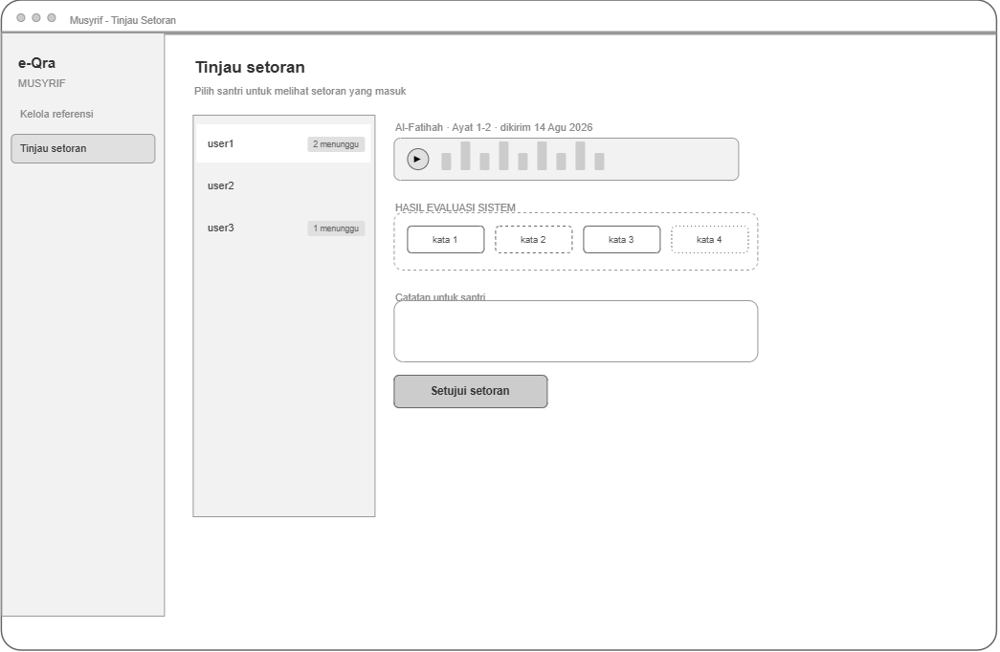 Musyrif - Tinjau Setoran
e-Qra
MUSYRIF
Kelola referensi
Tinjau setoran
Tinjau setoran
Pilih santri untuk melihat setoran yang masuk
user1
2 menunggu
user2
user3
1 menunggu
Al-Fatihah · Ayat 1-2 · dikirim 14 Agu 2026
HASIL EVALUASI SISTEM
kata 1
kata 2
kata 3
kata 4
Catatan untuk santri
Setujui setoran